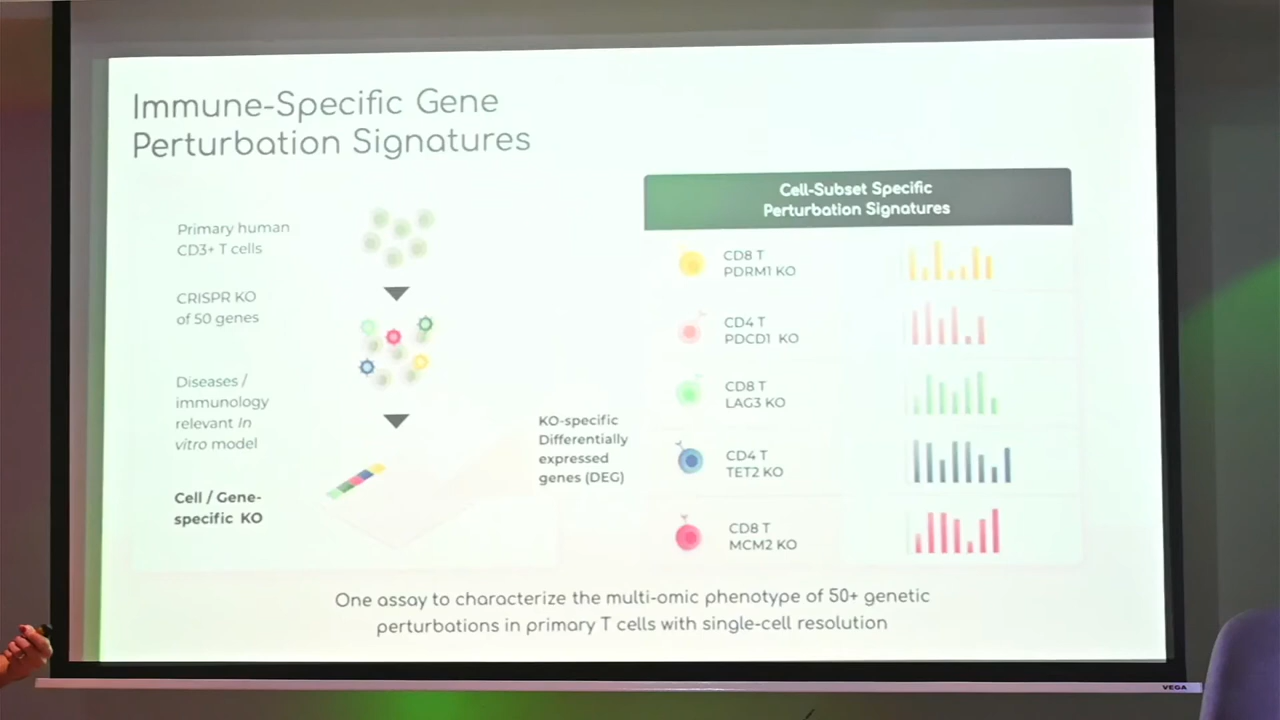 Immune-Specific Gene
Perturbation Signatures
Primary human
CD3+ T cells
CRISPR KO
of 50 genes
Diseases /
immunology
relevant In
vitro model
Cell / Gene-
specific KO
KO-specific
Differentially
expressed
genes (DEG)
Cell-Subset Specific
Perturbation Signatures
CD8 T
PDRM1 KO
CD4 T
PDCD1 KO
CD8 T
LAG3 KO
CD4 T
TET2 KO
CD8 T
MCM2 KO
One assay to characterize the multi-omic phenotype of 50+ genetic
perturbations in primary T cells with single-cell resolution
VEGA